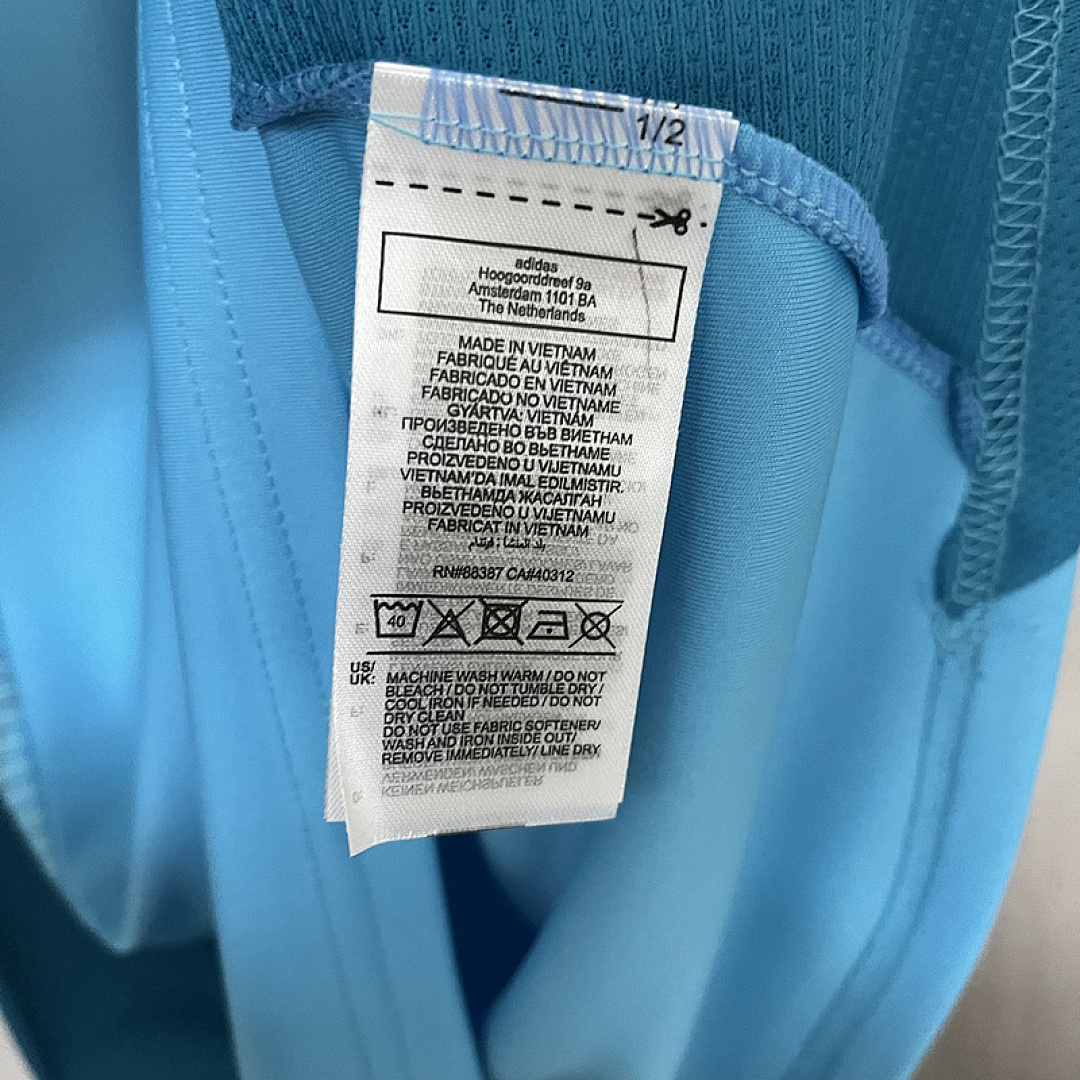 1/2
adidas
Hoogoorddreef 9a
Amsterdam 1101 BA
The Netherlands
MADE IN VIETNAM
FABRIQUÉ AU VIÊTNAM
FABRICADO EN VIETNAM
FABRICADO NO VIETNAME
GYÁRTVA: VIETNÁM
ПРОИЗВЕДЕНО ВЪВ ВИЕТНАМ
СДЕЛАНО ВО ВЬЕТНАМЕ
PROIZVEDENO U VIJETNAMU
VIETNAM'DA IMAL EDILMISTIR.
ВЬЕТНАМДА ЖАСАЛҒАН
PROIZVEDENO U VIJETNAMU
FABRICAT IN VIETNAM
بلد المنشأ : فيتنام
RN#88387 CA#40312
40
US/
UK:
MACHINE WASH WARM / DO NOT
BLEACH / DO NOT TUMBLE DRY /
COOL IRON IF NEEDED / DO NOT
DRY CLEAN
DO NOT USE FABRIC SOFTENER/
WASH AND IRON INSIDE OUT/
REMOVE IMMEDIATELY/ LINE DRY